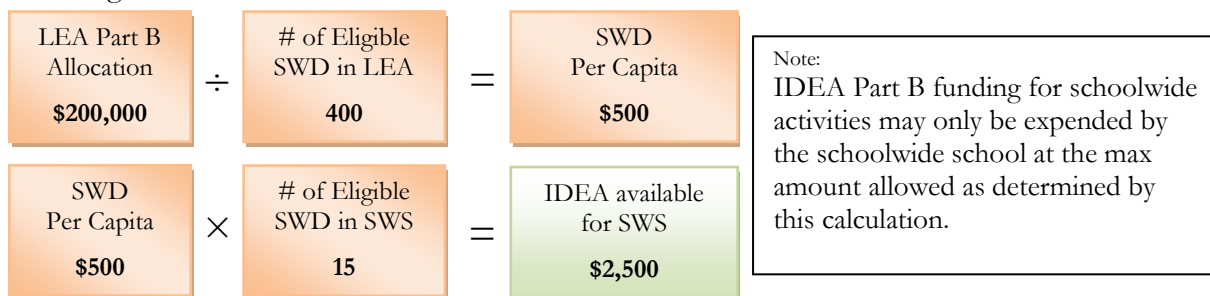 LEA Part B
Allocation
$200,000
÷
# of Eligible
SWD in LEA
400
=
SWD
Per Capita
$500
Note:
IDEA Part B funding for schoolwide
activities may only be expended by
the schoolwide school at the max
amount allowed as determined by
this calculation.
SWD
Per Capita
$500
×
# of Eligible
SWD in SWS
15
=
IDEA available
for SWS
$2,500